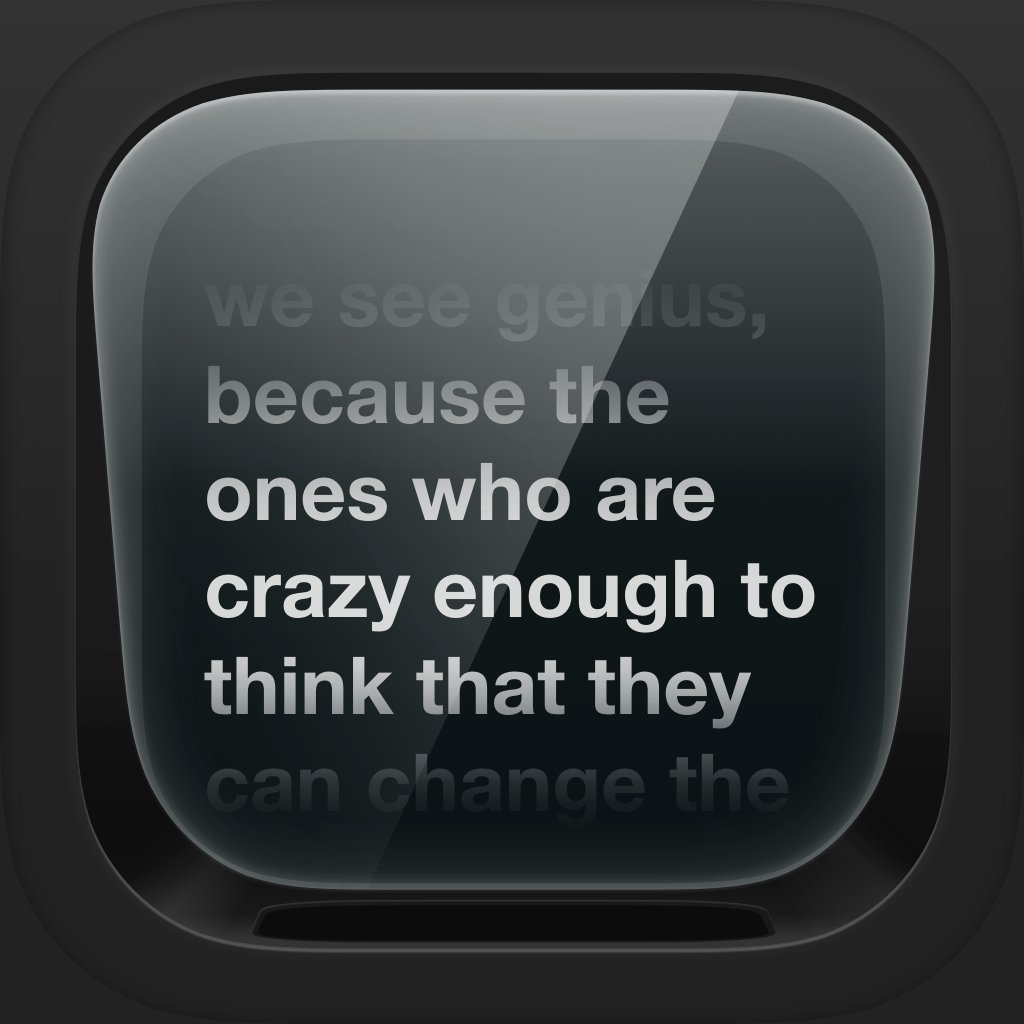 we see genius,
because the
ones who are
crazy enough to
think that they
can change the